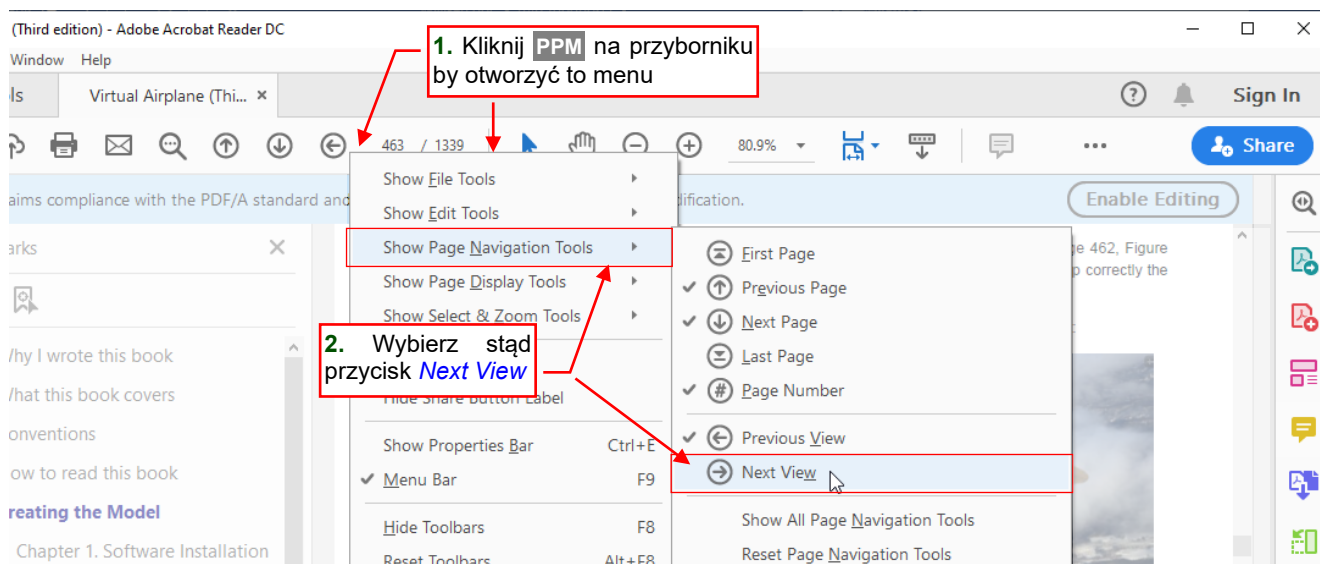 (Third edition) - Adobe Acrobat Reader DC
Window Help
1. Kliknij PPM na przyborniku
by otworzyć to menu
ls
Virtual Airplane (Thi... ×
Sign In
463 / 1339
80.9%
Share
aims compliance with the PDF/A standard and
dification.
Enable Editing
arks
Show File Tools
Show Edit Tools
Show Page Navigation Tools
Show Page Display Tools
Show Select & Zoom Tools
2. Wybierz stąd
przycisk Next View
Hide Share Button Label
Show Properties Bar Ctrl+E
Menu Bar F9
Hide Toolbars F8
Reset Toolbars Alt+F8
First Page
Previous Page
Next Page
Last Page
Page Number
Previous View
Next View
Show All Page Navigation Tools
Reset Page Navigation Tools
ge 462, Figure
p correctly the
Why I wrote this book
What this book covers
onventions
ow to read this book
reating the Model
Chapter 1. Software Installation